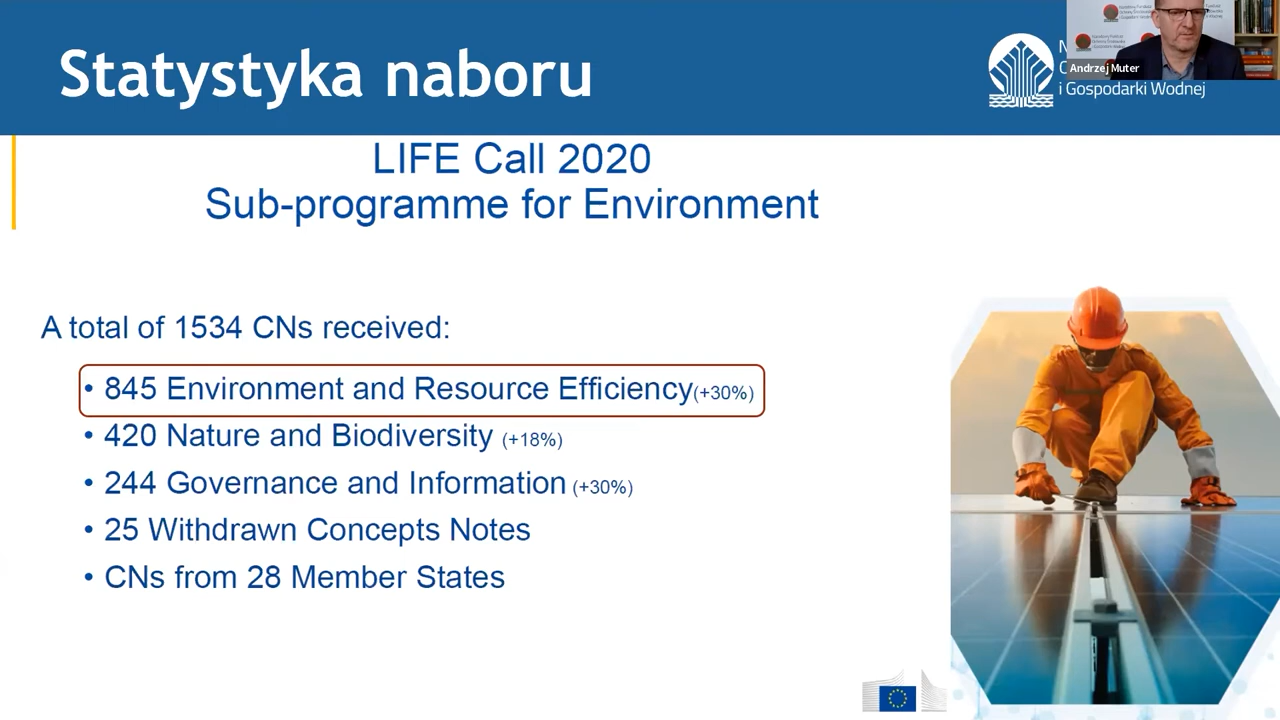 Statystyka naboru
Andrzej Muter
i Gospodarki Wodnej
LIFE Call 2020
Sub-programme for Environment
A total of 1534 CNs received:
• 845 Environment and Resource Efficiency(+30%)
• 420 Nature and Biodiversity (+18%)
• 244 Governance and Information (+30%)
• 25 Withdrawn Concepts Notes
• CNs from 28 Member States